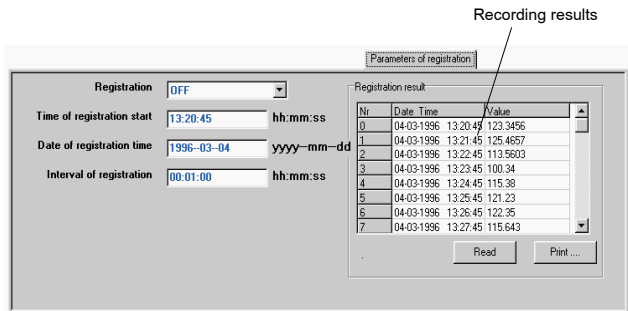 Recording results
Parameters of registration
Registration OFF
Time of registration start 13:20:45 hh:mm:ss
Date of registration time 1996--03--04 yyyy—mm—dd
Interval of registration 00:01:00 hh:mm:ss
Registration result
Nr Date Time Value
0 04-03-1996 13:20:45 123.3456
1 04-03-1996 13:21:45 125.4657
2 04-03-1996 13:22:45 113.5603
3 04-03-1996 13:23:45 100.34
4 04-03-1996 13:24:45 115.38
5 04-03-1996 13:25:45 121.23
6 04-03-1996 13:26:45 122.35
7 04-03-1996 13:27:45 115.643
Read Print ....